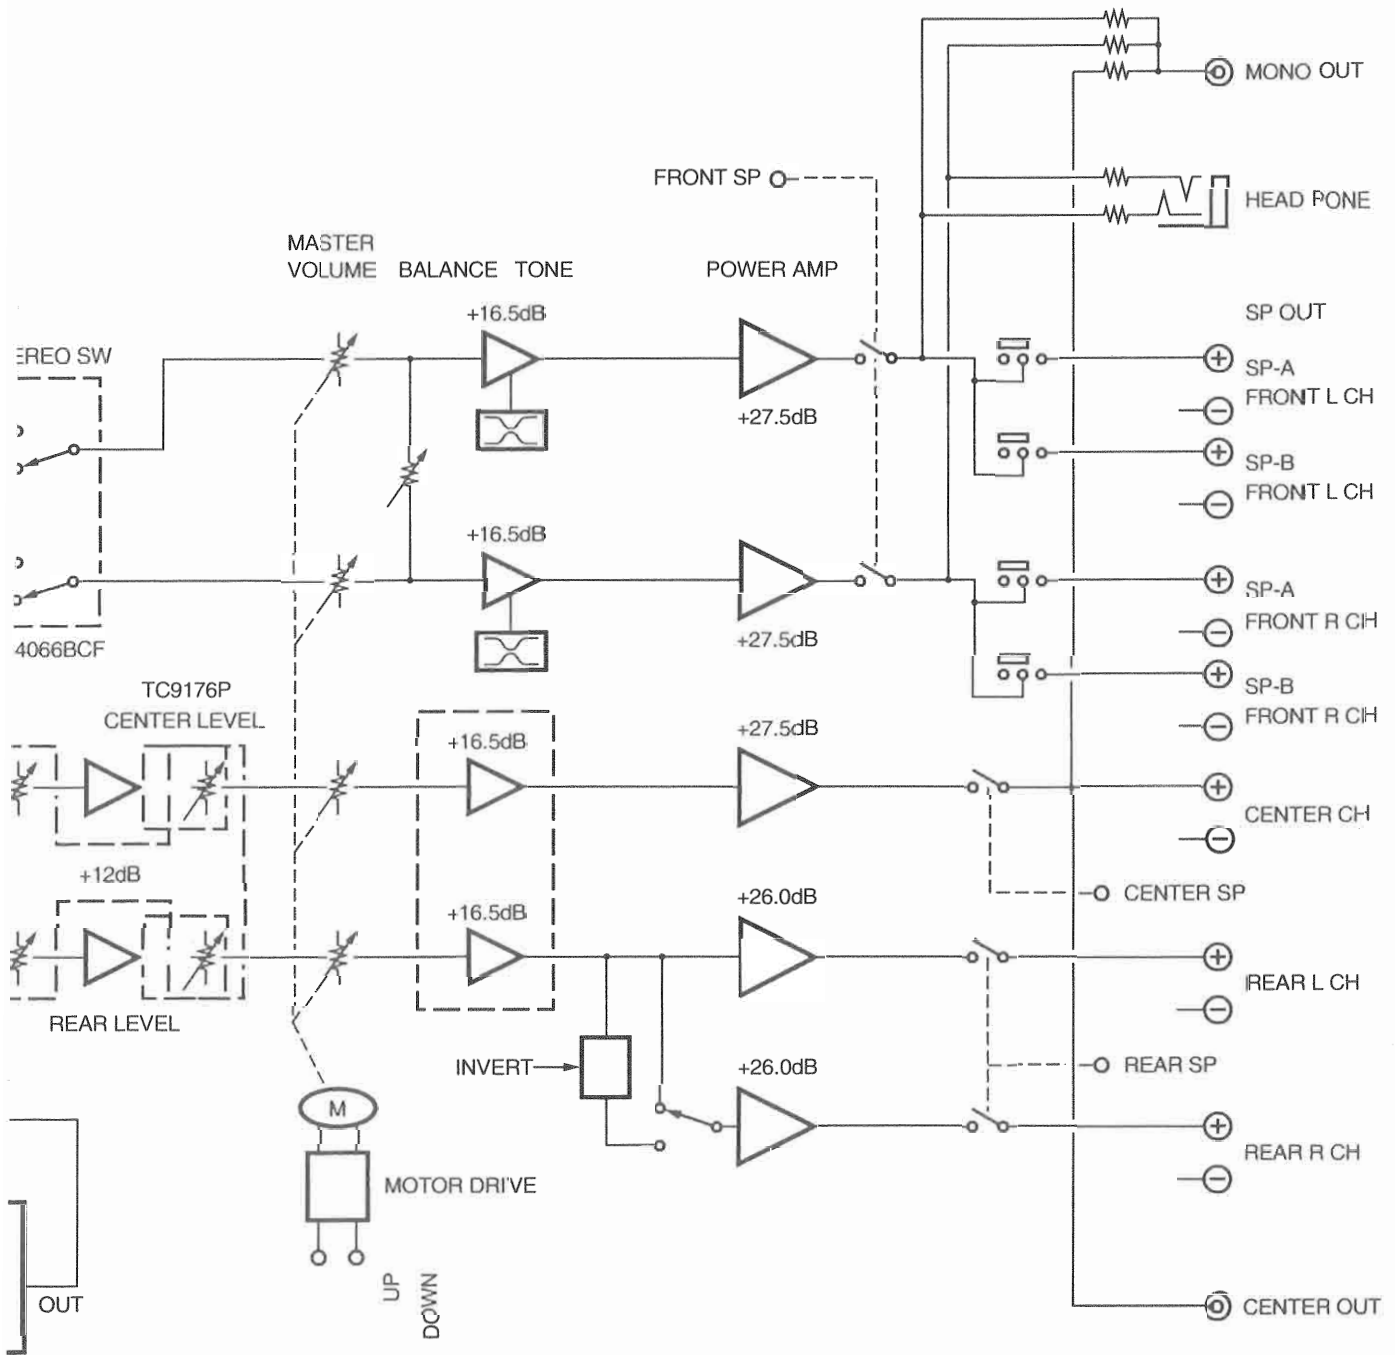 MONO OUT
FRONT SP
HEAD PONE
MASTER
VOLUME BALANCE TONE
POWER AMP
+16.5dB
SP OUT
EREO SW
SP-A
FRONT L CH
+27.5dB
SP-B
FRONT L CH
+16.5dB
SP-A
FRONT R CH
+27.5dB
4066BCF
SP-B
FRONT R CH
TC9176P
CENTER LEVEL
+16.5dB
+27.5dB
CENTER CH
+12dB
CENTER SP
+26.0dB
+16.5dB
REAR L CH
REAR LEVEL
INVERT
+26.0dB
REAR SP
M
REAR R CH
MOTOR DRIVE
UP
DOWN
OUT
CENTER OUT